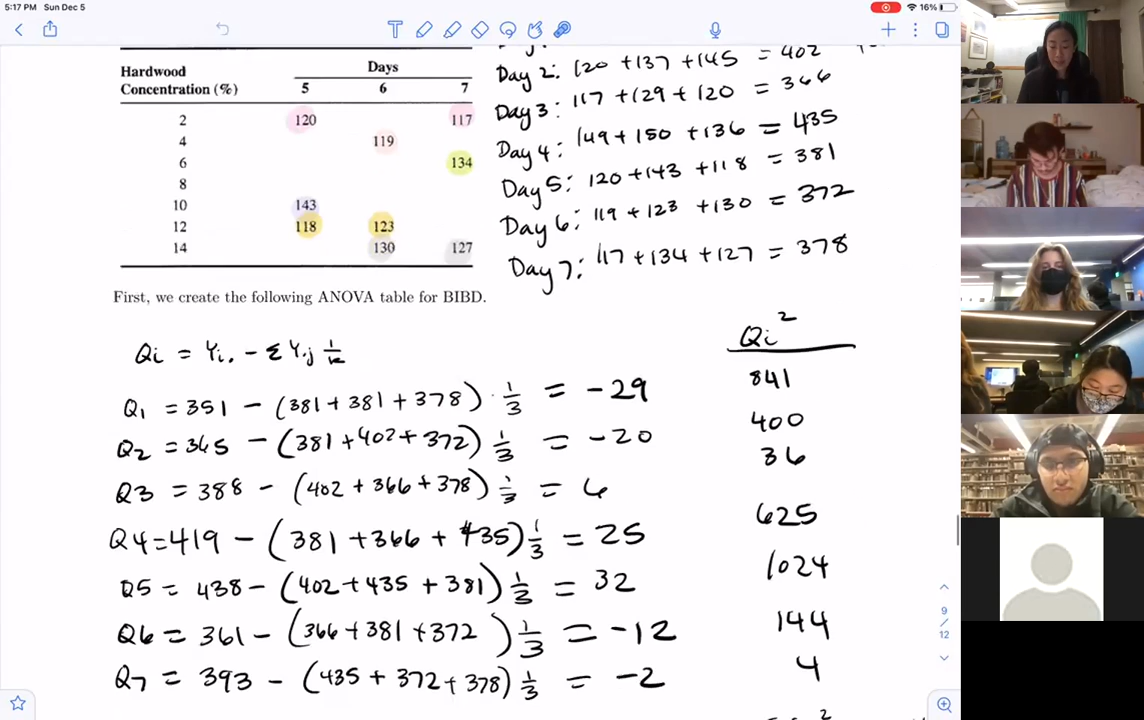 5:17 PM Sun Dec 5
16%
Hardwood Days
Concentration (%) 5 6 7
2 120 117
4 119
6 134
8
10 143
12 118 123
14 130 127
Day 2: 120 + 137 + 145 = 402
Day 3: 117 + 129 + 120 = 366
Day 4: 149 + 150 + 136 = 435
Day 5: 120 + 143 + 118 = 381
Day 6: 119 + 123 + 130 = 372
Day 7: 117 + 134 + 127 = 378
First, we create the following ANOVA table for BIBD.
Qi = Yi. - Σ Y.j 1/k
Q1 = 351 - (381 + 381 + 378) · 1/3 = -29
Q2 = 365 - (381 + 402 + 372) 1/3 = -20
Q3 = 388 - (402 + 366 + 378) 1/3 = 6
Q4 = 419 - (381 + 366 + 435) 1/3 = 25
Q5 = 438 - (402 + 435 + 381) 1/3 = 32
Q6 = 361 - (366 + 381 + 372) 1/3 = -12
Q7 = 393 - (435 + 372 + 378) 1/3 = -2
Qi²
841
400
36
625
1024
144
4
9
12